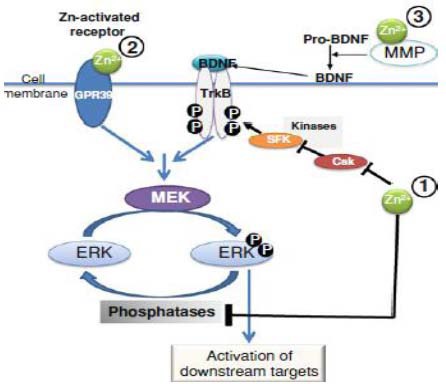 Zn-activated
receptor
Zn2+
2
Zn2+
3
Pro-BDNF
MMP
BDNF
BDNF
Cell
membrane
GPR39
TrkB
P
P
P
P
Kinases
SFK
Csk
1
Zn2+
MEK
ERK
ERK
P
P
Phosphatases
Activation of
downstream targets